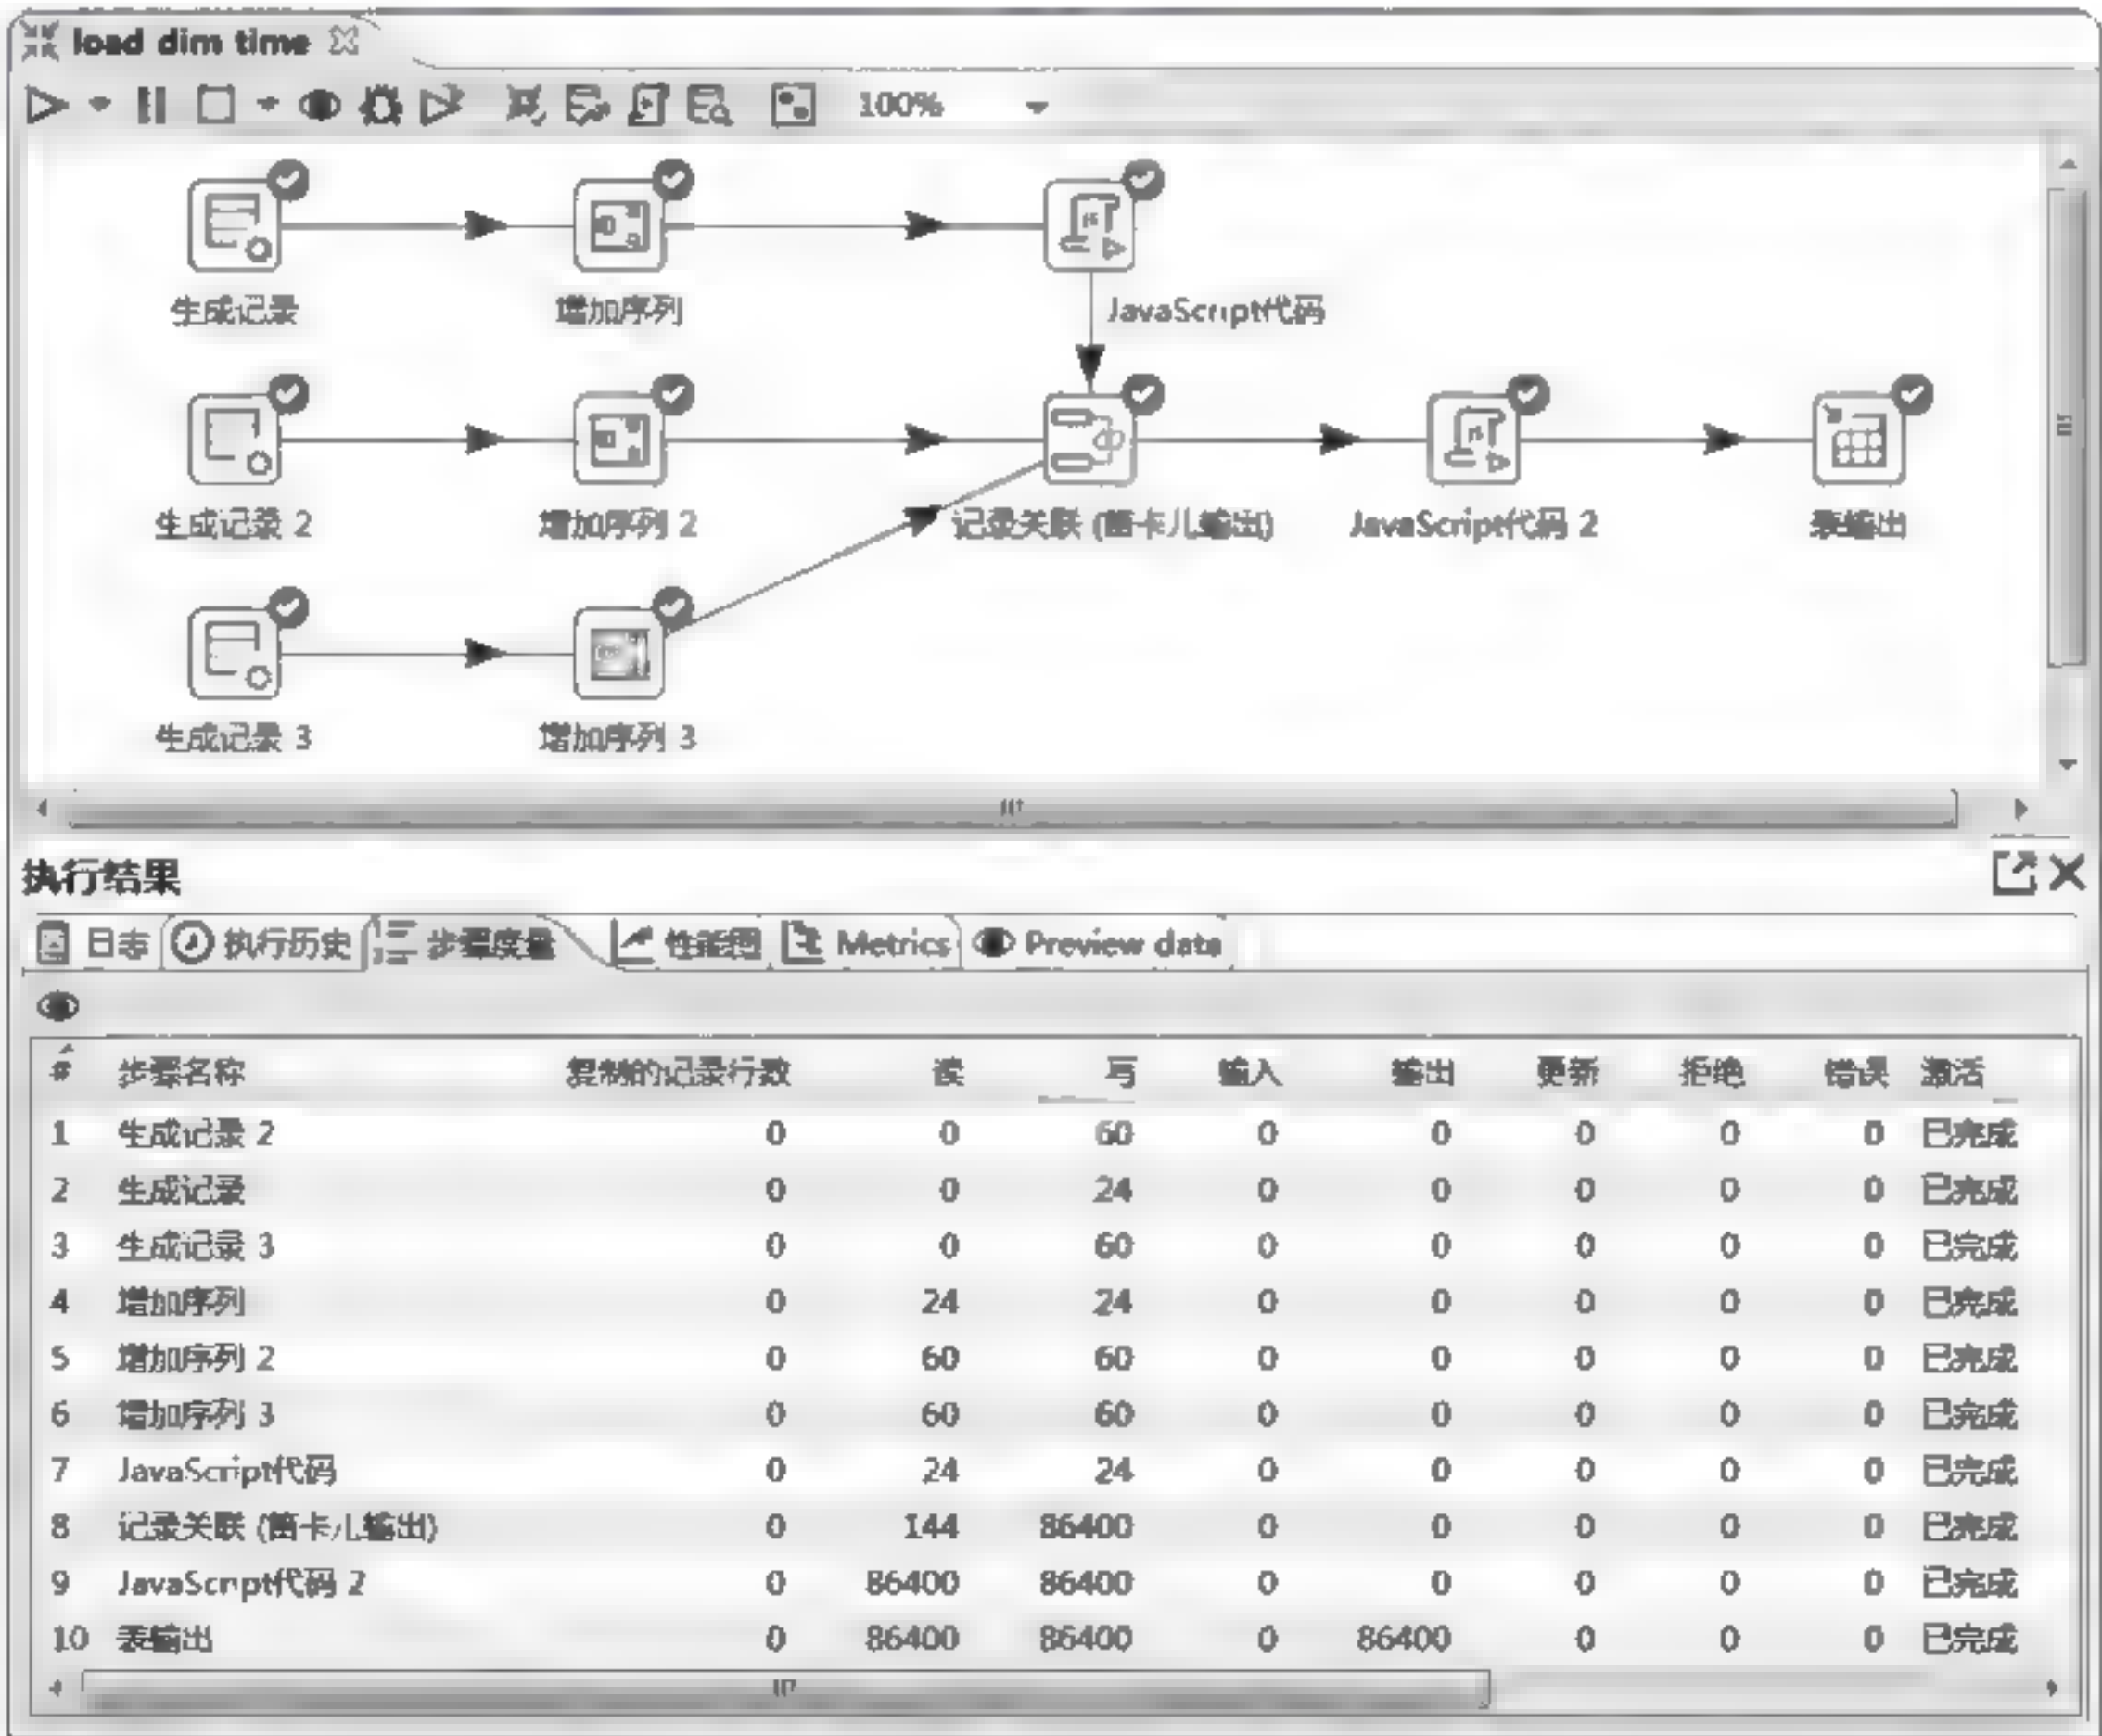 load dim time
100%
生成记录 增加序列 JavaScript代码
生成记录 2 增加序列 2 记录关联 (笛卡儿输出) JavaScript代码 2 表输出
生成记录 3 增加序列 3
执行结果
日志 执行历史 步骤度量 性能图 Metrics Preview data
# 步骤名称 复制的记录行数 读 写 输入 输出 更新 拒绝 错误 激活
1 生成记录 2 0 0 60 0 0 0 0 0 已完成
2 生成记录 0 0 24 0 0 0 0 0 已完成
3 生成记录 3 0 0 60 0 0 0 0 0 已完成
4 增加序列 0 24 24 0 0 0 0 0 已完成
5 增加序列 2 0 60 60 0 0 0 0 0 已完成
6 增加序列 3 0 60 60 0 0 0 0 0 已完成
7 JavaScript代码 0 24 24 0 0 0 0 0 已完成
8 记录关联 (笛卡儿输出) 0 144 86400 0 0 0 0 0 已完成
9 JavaScript代码 2 0 86400 86400 0 0 0 0 0 已完成
10 表输出 0 86400 86400 0 86400 0 0 0 已完成